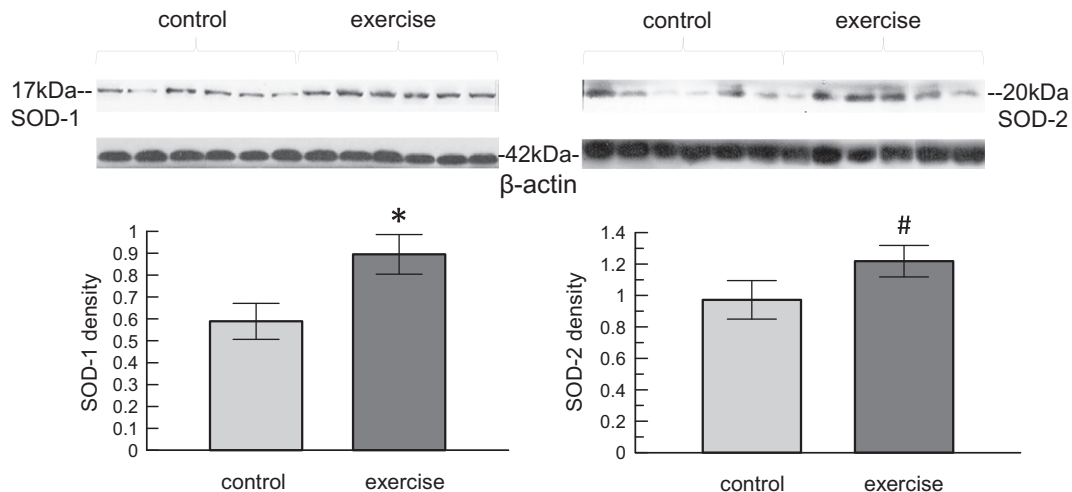 control exercise control exercise
17kDa-- --20kDa
SOD-1 SOD-2
-42kDa-
β-actin
* #
SOD-1 density
1
0.9
0.8
0.7
0.6
0.5
0.4
0.3
0.2
0.1
0
control exercise
SOD-2 density
1.4
1.2
1
0.8
0.6
0.4
0.2
0
control exercise